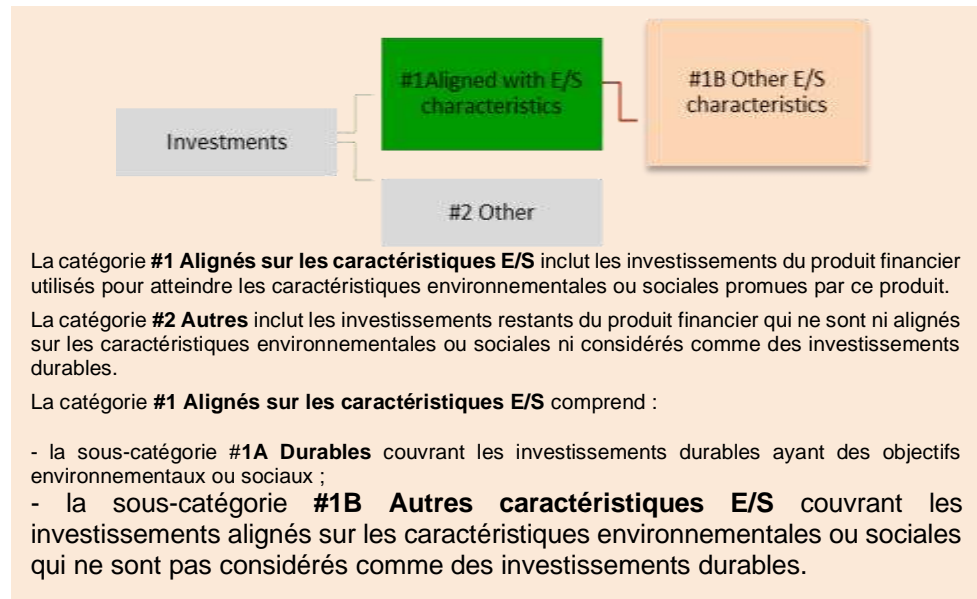 #1Aligned with E/S
characteristics
#1B Other E/S
characteristics
Investments
#2 Other
La catégorie #1 Alignés sur les caractéristiques E/S inclut les investissements du produit financier
utilisés pour atteindre les caractéristiques environnementales ou sociales promues par ce produit.
La catégorie #2 Autres inclut les investissements restants du produit financier qui ne sont ni alignés
sur les caractéristiques environnementales ou sociales ni considérés comme des investissements
durables.
La catégorie #1 Alignés sur les caractéristiques E/S comprend :
- la sous-catégorie #1A Durables couvrant les investissements durables ayant des objectifs
environnementaux ou sociaux ;
- la sous-catégorie #1B Autres caractéristiques E/S couvrant les
investissements alignés sur les caractéristiques environnementales ou sociales
qui ne sont pas considérés comme des investissements durables.